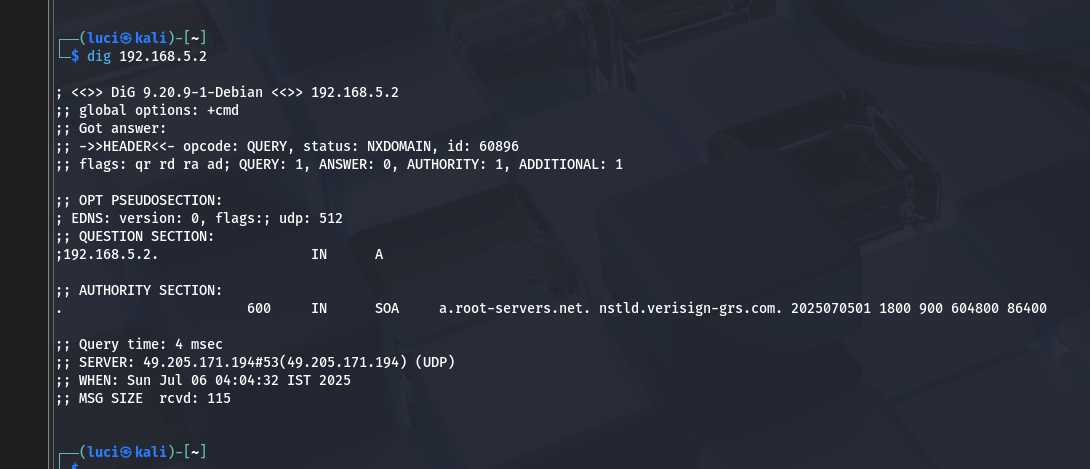 ┌──(luci㉿kali)-[~]
└─$ dig 192.168.5.2
; <<>> DiG 9.20.9-1-Debian <<>> 192.168.5.2
;; global options: +cmd
;; Got answer:
;; ->>HEADER<<- opcode: QUERY, status: NXDOMAIN, id: 60896
;; flags: qr rd ra ad; QUERY: 1, ANSWER: 0, AUTHORITY: 1, ADDITIONAL: 1
;; OPT PSEUDOSECTION:
; EDNS: version: 0, flags:; udp: 512
;; QUESTION SECTION:
;192.168.5.2. IN A
;; AUTHORITY SECTION:
. 600 IN SOA a.root-servers.net. nstld.verisign-grs.com. 2025070501 1800 900 604800 86400
;; Query time: 4 msec
;; SERVER: 49.205.171.194#53(49.205.171.194) (UDP)
;; WHEN: Sun Jul 06 04:04:32 IST 2025
;; MSG SIZE rcvd: 115
┌──(luci㉿kali)-[~]
└─$